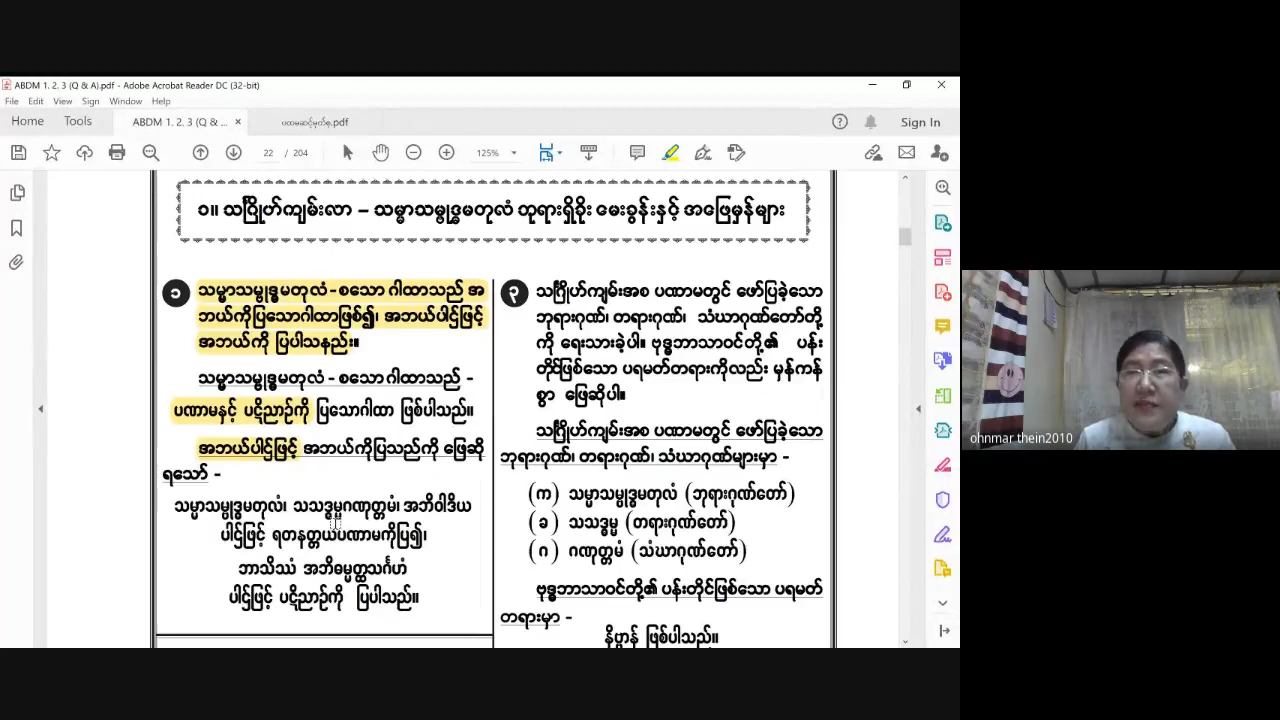 ABDM 1. 2. 3 (Q & A).pdf - Adobe Acrobat Reader DC (32-bit)
File Edit View Sign Window Help
Home Tools ABDM 1. 2. 3 (Q & ... × ပထမဆင့်မှတ်စု.pdf Sign In
22 / 204 125%
၁။ သင်္ဂြိုဟ်ကျမ်းလာ – သမ္မာသမ္ဗုဒ္ဓမတုလံ ဘုရားရှိခိုး မေးခွန်းနှင့် အဖြေမှန်များ
၁ သမ္မာသမ္ဗုဒ္ဓမတုလံ - စသော ဂါထာသည် အ
ဘယ်ကိုပြသောဂါထာဖြစ်၍၊ အဘယ်ပါဌ်ဖြင့်
အဘယ်ကို ပြပါသနည်း။
သမ္မာသမ္ဗုဒ္ဓမတုလံ - စသောဂါထာသည် -
ပဏာမနှင့် ပဋိညာဉ်ကို ပြသောဂါထာ ဖြစ်ပါသည်။
အဘယ်ပါဌ်ဖြင့် အဘယ်ကိုပြသည်ကို ဖြေဆို
ရသော် -
သမ္မာသမ္ဗုဒ္ဓမတုလံ၊ သသဒ္ဓမ္မဂဏုတ္တမံ၊ အဘိဝါဒိယ
ပါဌ်ဖြင့် ရတနတ္တယပဏာမကိုပြ၍၊
ဘာသိဿံ အဘိဓမ္မတ္ထသင်္ဂဟံ
ပါဌ်ဖြင့် ပဋိညာဉ်ကို ပြပါသည်။
၃ သင်္ဂြိုဟ်ကျမ်းအစ ပဏာမတွင် ဖော်ပြခဲ့သော
ဘုရားဂုဏ်၊ တရားဂုဏ်၊ သံဃာဂုဏ်တော်တို့
ကို ရေးသားခဲ့ပါ။ ဗုဒ္ဓဘာသာဝင်တို့၏ ပန်း
တိုင်ဖြစ်သော ပရမတ်တရားကိုလည်း မှန်ကန်
စွာ ဖြေဆိုပါ။
သင်္ဂြိုဟ်ကျမ်းအစ ပဏာမတွင် ဖော်ပြခဲ့သော
ဘုရားဂုဏ်၊ တရားဂုဏ်၊ သံဃာဂုဏ်များမှာ -
(က) သမ္မာသမ္ဗုဒ္ဓမတုလံ (ဘုရားဂုဏ်တော်)
(ခ) သသဒ္ဓမ္မ (တရားဂုဏ်တော်)
(ဂ) ဂဏုတ္တမံ (သံဃာဂုဏ်တော်)
ဗုဒ္ဓဘာသာဝင်တို့၏ ပန်းတိုင်ဖြစ်သော ပရမတ်
တရားမှာ -
နိဗ္ဗာန် ဖြစ်ပါသည်။
ohnmar thein2010